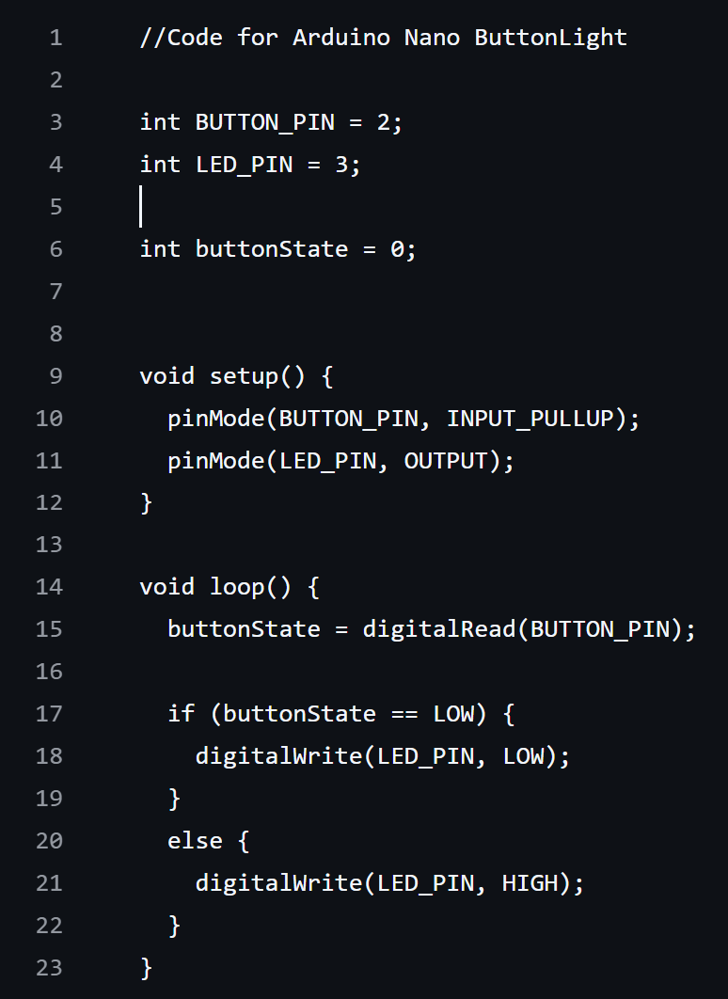 1 //Code for Arduino Nano ButtonLight
2
3 int BUTTON_PIN = 2;
4 int LED_PIN = 3;
5
6 int buttonState = 0;
7
8
9 void setup() {
10   pinMode(BUTTON_PIN, INPUT_PULLUP);
11   pinMode(LED_PIN, OUTPUT);
12 }
13
14 void loop() {
15   buttonState = digitalRead(BUTTON_PIN);
16
17   if (buttonState == LOW) {
18     digitalWrite(LED_PIN, LOW);
19   }
20   else {
21     digitalWrite(LED_PIN, HIGH);
22   }
23 }